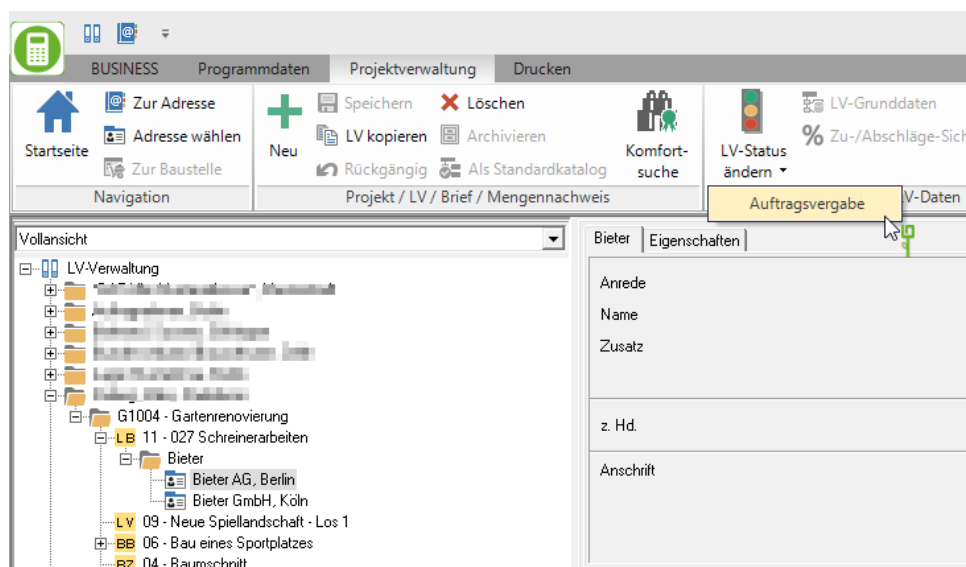 BUSINESS Programmdaten Projektverwaltung Drucken
Zur Adresse Speichern Löschen LV-Grunddaten
Adresse wählen LV kopieren Archivieren % Zu-/Abschläge-Sich
Startseite Zur Baustelle Neu Rückgängig Als Standardkatalog Komfort-
suche LV-Status
ändern
Navigation Projekt / LV / Brief / Mengennachweis V-Daten
Auftragsvergabe
Vollansicht
Bieter Eigenschaften
LV-Verwaltung
Anrede
Name
Zusatz
G1004 - Gartenrenovierung
z. Hd.
LB 11 - 027 Schreinerarbeiten
Bieter
Anschrift
Bieter AG, Berlin
Bieter GmbH, Köln
LV 09 - Neue Spiellandschaft - Los 1
BB 06 - Bau eines Sportplatzes
BZ 04 - Baumschnitt